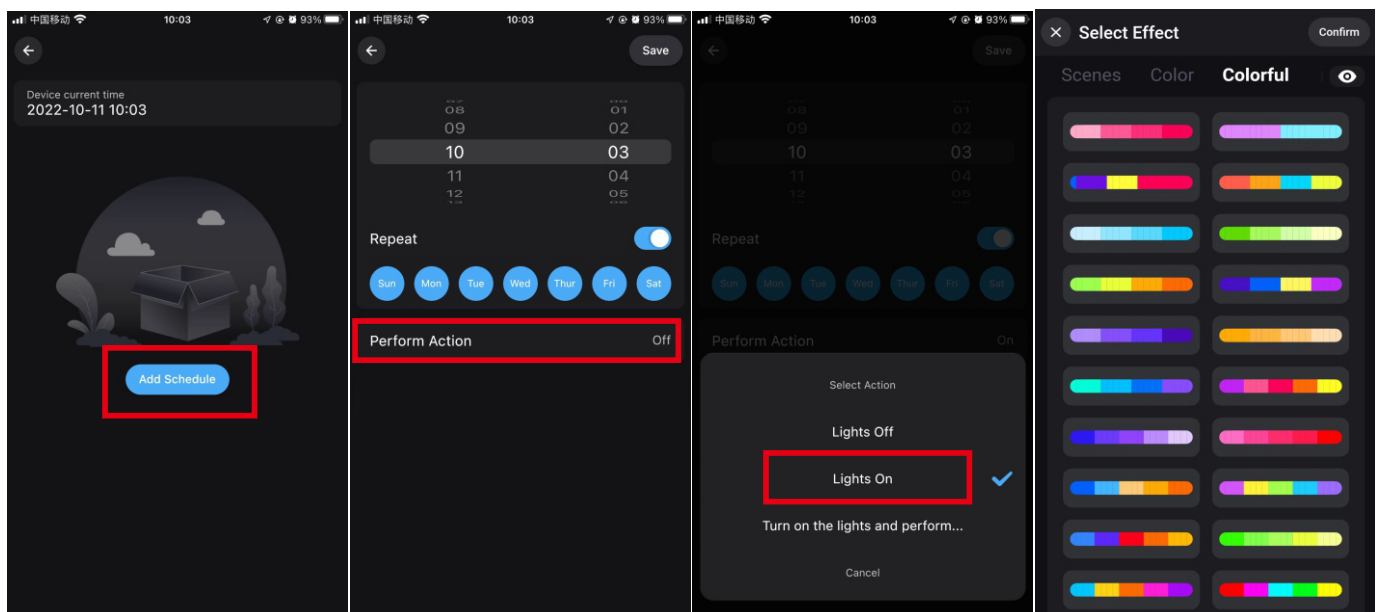 中国移动 10:03 93%
Device current time
2022-10-11 10:03
Add Schedule
中国移动 10:03 93%
Save
08 01
09 02
10 03
11 04
12 05
Repeat
Sun Mon Tue Wed Thur Fri Sat
Perform Action Off
中国移动 10:03 93%
Save
08 01
09 02
10 03
11 04
12 05
Repeat
Sun Mon Tue Wed Thur Fri Sat
Perform Action On
Select Action
Lights Off
Lights On
Turn on the lights and perform...
Cancel
Select Effect Confirm
Scenes Color Colorful